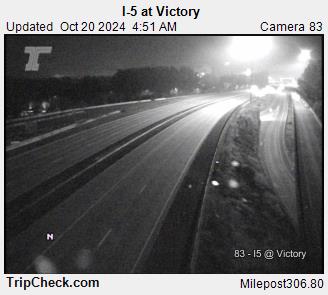 I-5 at Victory
Updated Oct 20 2024 4:51 AM Camera 83
T
N
83 - I5 @ Victory
TripCheck.com Milepost306.80